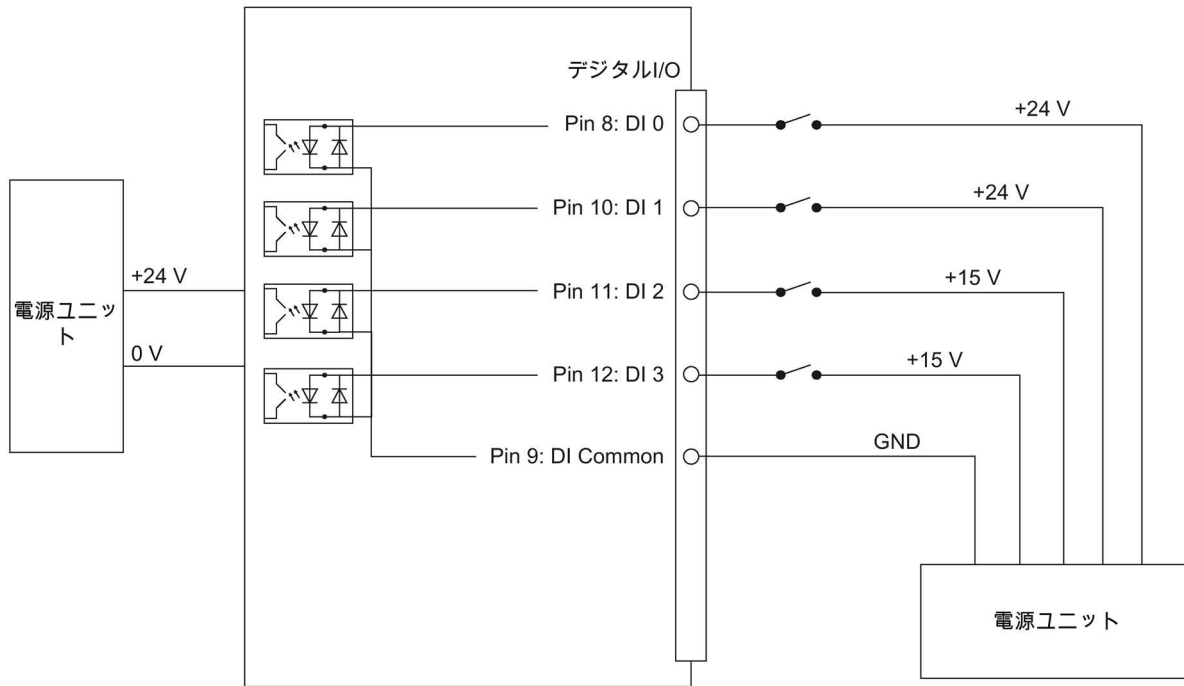 デジタルI/O
Pin 8: DI 0
+24 V
Pin 10: DI 1
+24 V
+24 V
Pin 11: DI 2
+15 V
電源ユニッ
ト
0 V
Pin 12: DI 3
+15 V
Pin 9: DI Common
GND
電源ユニット